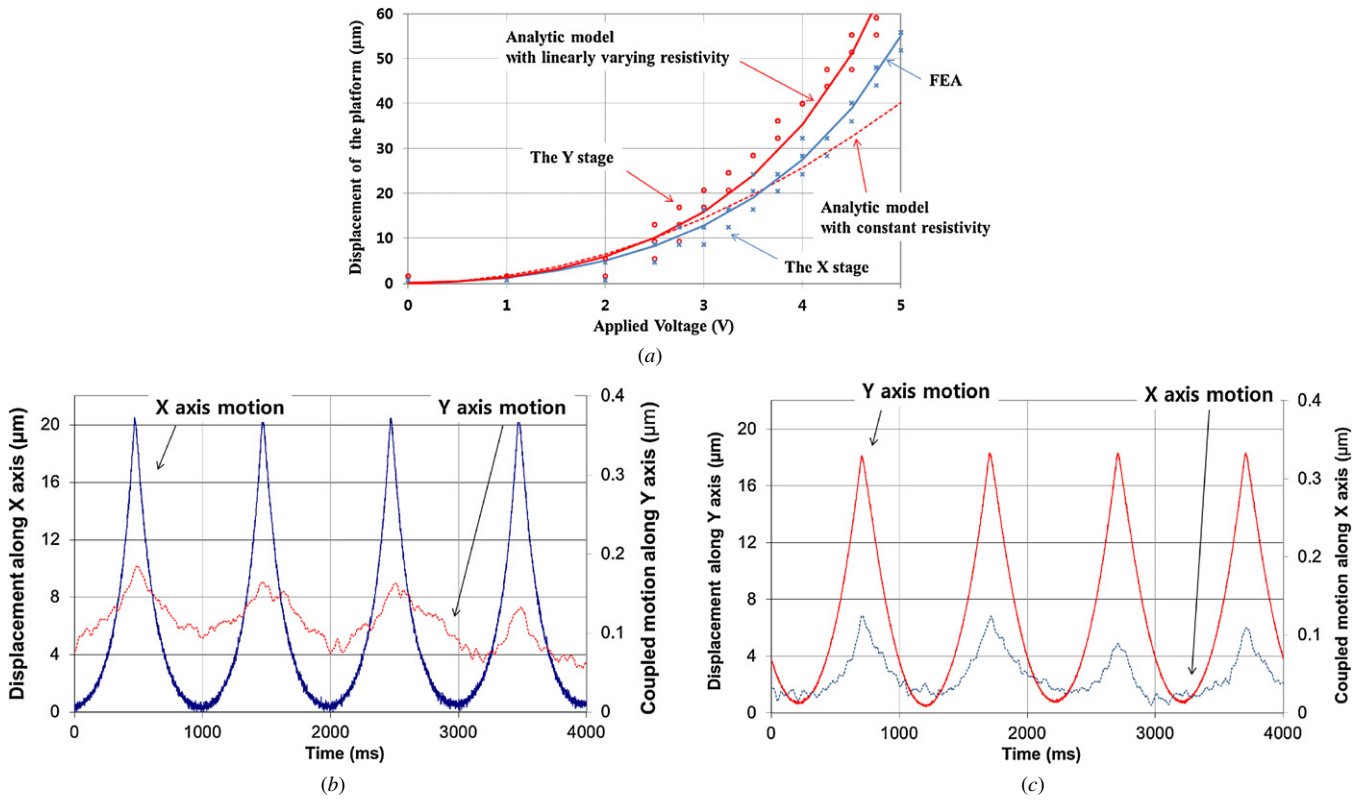 Displacement of the platform (μm)
60
50
40
30
20
10
0
Analytic model
with linearly varying resistivity
FEA
The Y stage
Analytic model
with constant resistivity
The X stage
0 1 2 3 4 5
Applied Voltage (V)
(a)
Displacement along X axis (μm)
20
16
12
8
4
0
X axis motion
Y axis motion
0.4
0.3
0.2
0.1
0
Coupled motion along Y axis (μm)
0 1000 2000 3000 4000
Time (ms)
(b)
Displacement along Y axis (μm)
20
16
12
8
4
0
Y axis motion
X axis motion
0.4
0.3
0.2
0.1
0
Coupled motion along X axis (μm)
0 1000 2000 3000 4000
Time (ms)
(c)